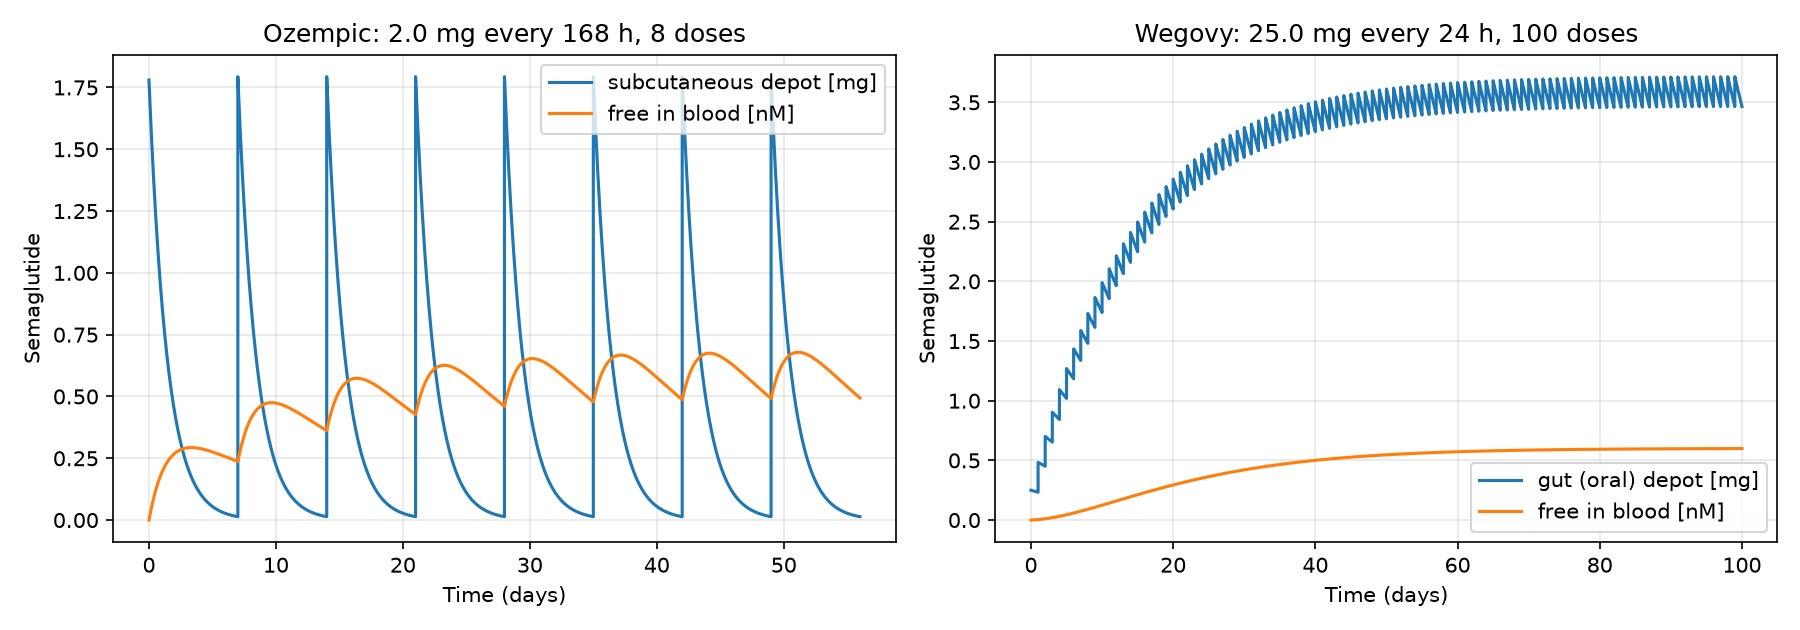 Ozempic: 2.0 mg every 168 h, 8 doses
subcutaneous depot [mg]
free in blood [nM]
Semaglutide
1.75
1.50
1.25
1.00
0.75
0.50
0.25
0.00
0 10 20 30 40 50
Time (days)
Wegovy: 25.0 mg every 24 h, 100 doses
Semaglutide
3.5
3.0
2.5
2.0
1.5
1.0
0.5
0.0
gut (oral) depot [mg]
free in blood [nM]
0 20 40 60 80 100
Time (days)